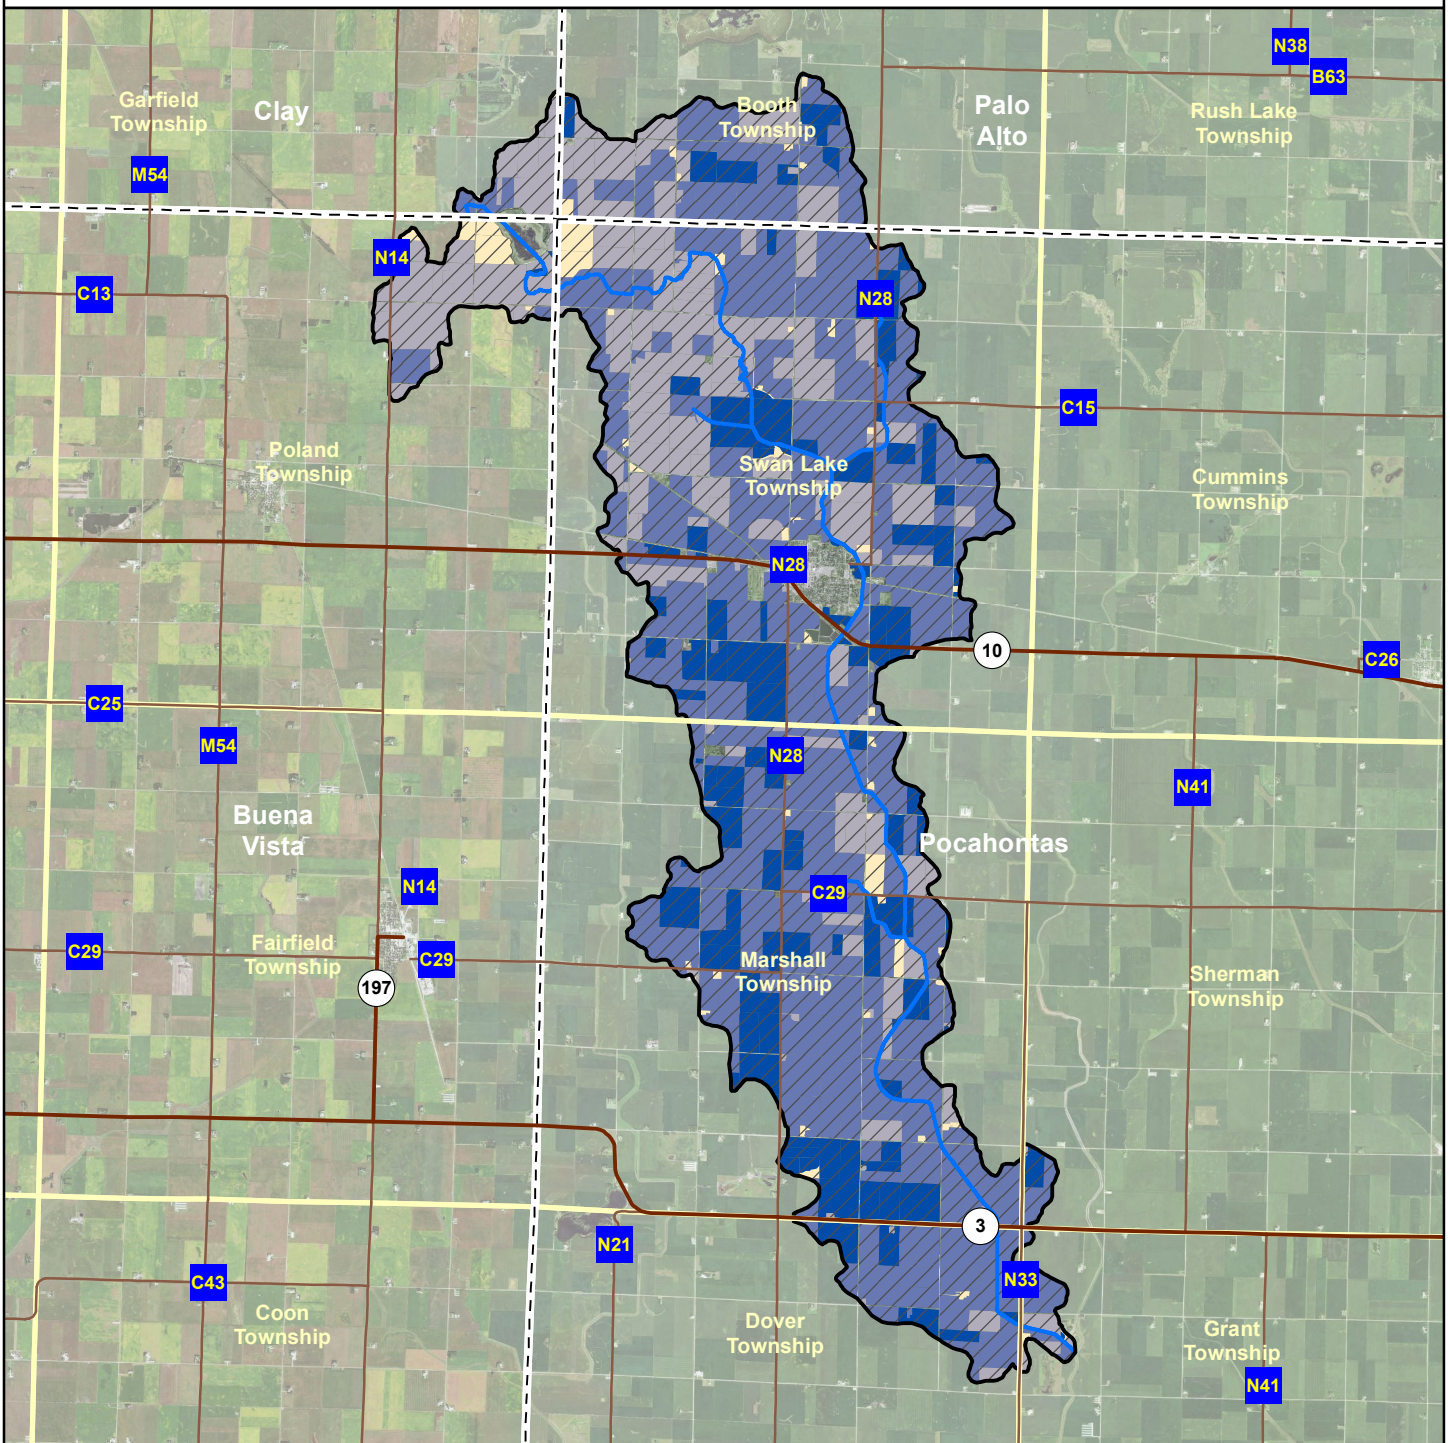 N38
B63
Garfield
Township
Clay
Booth
Township
Palo
Alto
Rush Lake
Township
M54
N14
C13
N28
C15
Poland
Township
Swan Lake
Township
Cummins
Township
N28
10
C26
C25
M54
N28
N41
Buena
Vista
Pocahontas
N14
C29
Fairfield
Township
C29
C29
Marshall
Township
Sherman
Township
197
3
N21
N33
C43
Coon
Township
Dover
Township
Grant
Township
N41